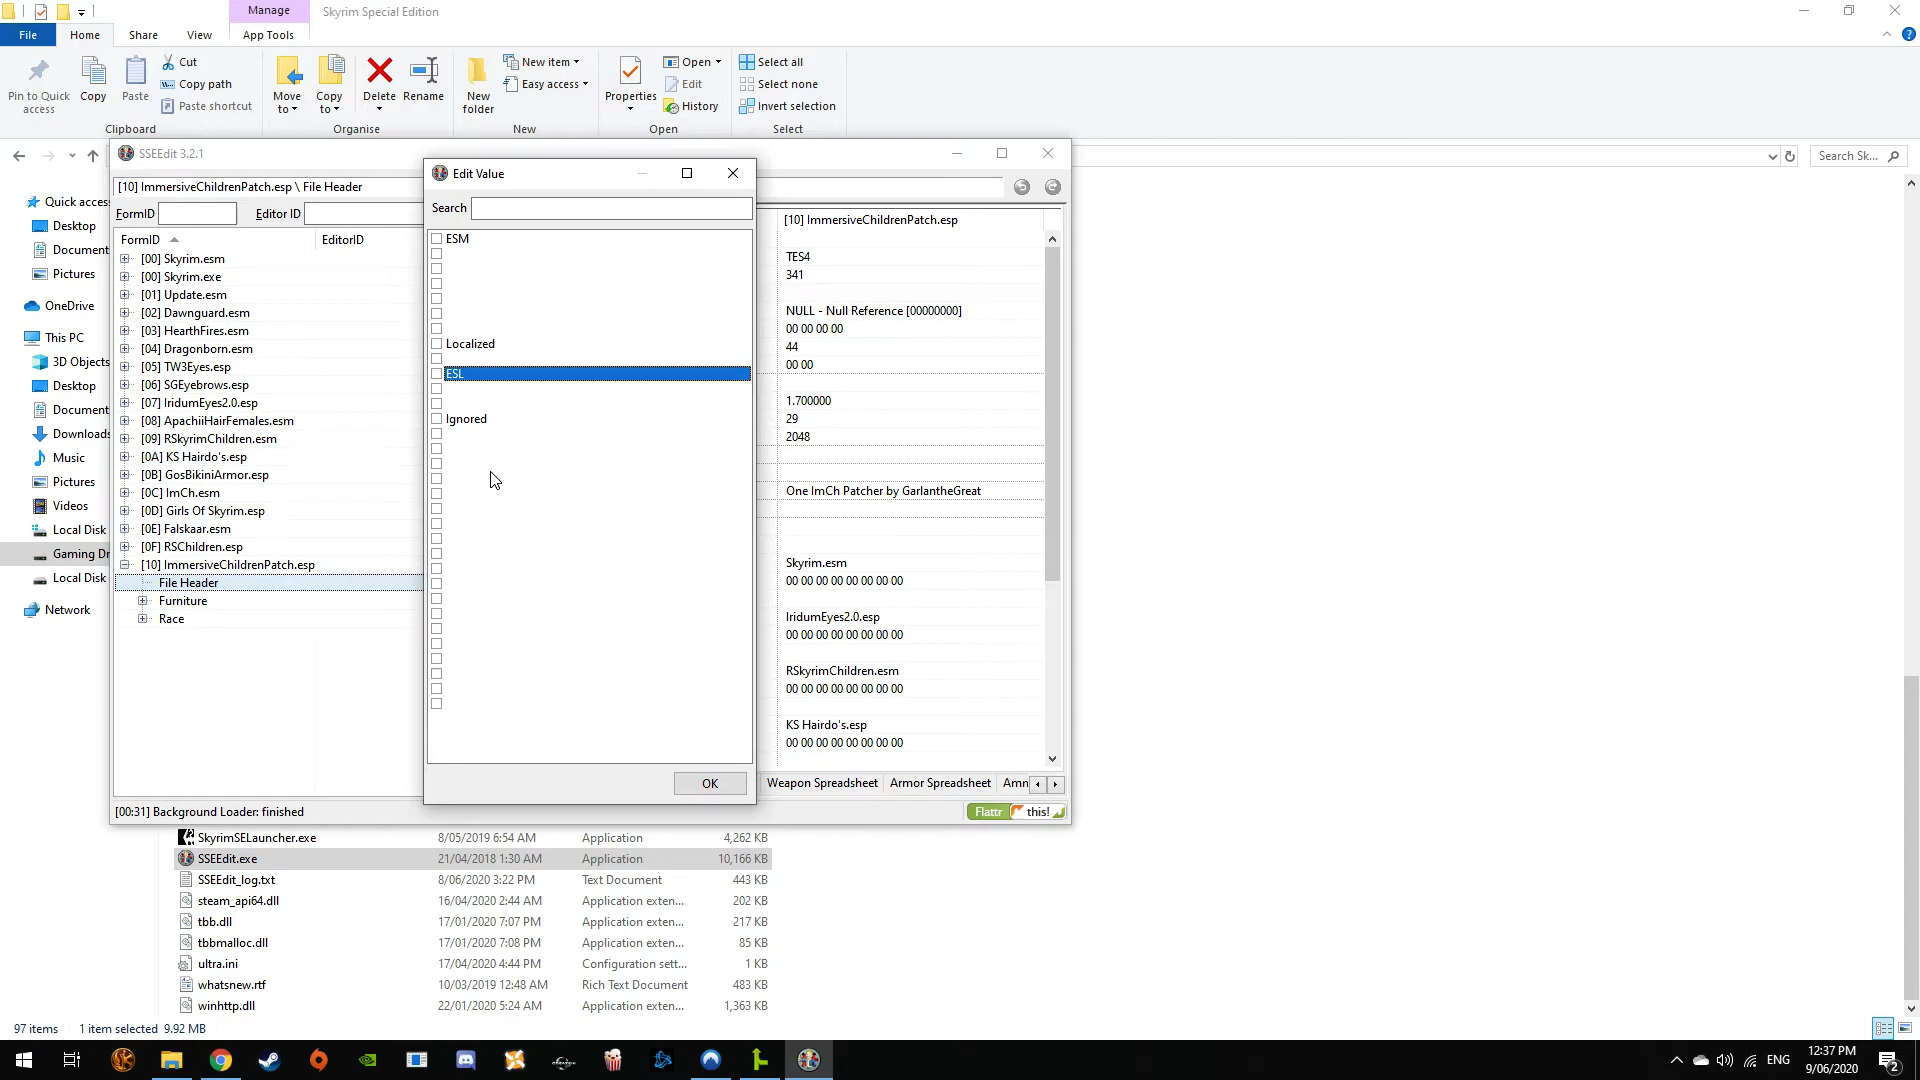 Manage
Skyrim Special Edition
File
Home
Share
View
App Tools
Pin to Quick access
Copy
Paste
Cut
Copy path
Paste shortcut
Clipboard
Move to
Copy to
Delete
Rename
Organise
New folder
New item
Easy access
New
Properties
Open
Edit
History
Open
Select all
Select none
Invert selection
Select
Search Sk...
Quick acces
Desktop
Document
Pictures
OneDrive
This PC
3D Objects
Desktop
Document
Downloads
Music
Pictures
Videos
Local Disk
Gaming Dr
Local Disk
Network
SSEEdit 3.2.1
[10] ImmersiveChildrenPatch.esp \ File Header
FormID
Editor ID
FormID
EditorID
[00] Skyrim.esm
[00] Skyrim.exe
[01] Update.esm
[02] Dawnguard.esm
[03] HearthFires.esm
[04] Dragonborn.esm
[05] TW3Eyes.esp
[06] SGEyebrows.esp
[07] IridumEyes2.0.esp
[08] ApachiiHairFemales.esm
[09] RSkyrimChildren.esm
[0A] KS Hairdo's.esp
[0B] GosBikiniArmor.esp
[0C] ImCh.esm
[0D] Girls Of Skyrim.esp
[0E] Falskaar.esm
[0F] RSChildren.esp
[10] ImmersiveChildrenPatch.esp
File Header
Furniture
Race
[00:31] Background Loader: finished
Edit Value
Search
ESM
Localized
ESL
Ignored
OK
[10] ImmersiveChildrenPatch.esp
TES4
341
NULL - Null Reference [00000000]
00 00 00 00
44
00 00
1.700000
29
2048
One ImCh Patcher by GarlantheGreat
Skyrim.esm
00 00 00 00 00 00 00 00
IridumEyes2.0.esp
00 00 00 00 00 00 00 00
RSkyrimChildren.esm
00 00 00 00 00 00 00 00
KS Hairdo's.esp
00 00 00 00 00 00 00 00
Weapon Spreadsheet
Armor Spreadsheet
Amn
Flattr this!
SkyrimSELauncher.exe 8/05/2019 6:54 AM Application 4,262 KB
SSEEdit.exe 21/04/2018 1:30 AM Application 10,166 KB
SSEEdit_log.txt 8/06/2020 3:22 PM Text Document 443 KB
steam_api64.dll 16/04/2020 2:44 AM Application exten... 202 KB
tbb.dll 17/01/2020 7:07 PM Application exten... 217 KB
tbbmalloc.dll 17/01/2020 7:08 PM Application exten... 85 KB
ultra.ini 17/04/2020 4:44 PM Configuration sett... 1 KB
whatsnew.rtf 10/03/2019 12:48 AM Rich Text Document 483 KB
winhttp.dll 22/01/2020 5:24 AM Application exten... 1,363 KB
97 items 1 item selected 9.92 MB
ENG
12:37 PM
9/06/2020
2